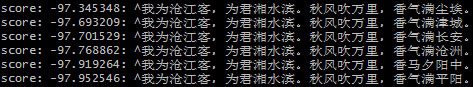 score: -97.345348: ^我为沧江客，为君湘水滨。秋风吹万里，香气满尘埃。
score: -97.693209: ^我为沧江客，为君湘水滨。秋风吹万里，香气满津城。
score: -97.701529: ^我为沧江客，为君湘水滨。秋风吹万里，香气满长安。
score: -97.768862: ^我为沧江客，为君湘水滨。秋风吹万里，香气满沧洲。
score: -97.919264: ^我为沧江客，为君湘水滨。秋风吹万里，香马夕阳中。
score: -97.952546: ^我为沧江客，为君湘水滨。秋风吹万里，香气满平阳。